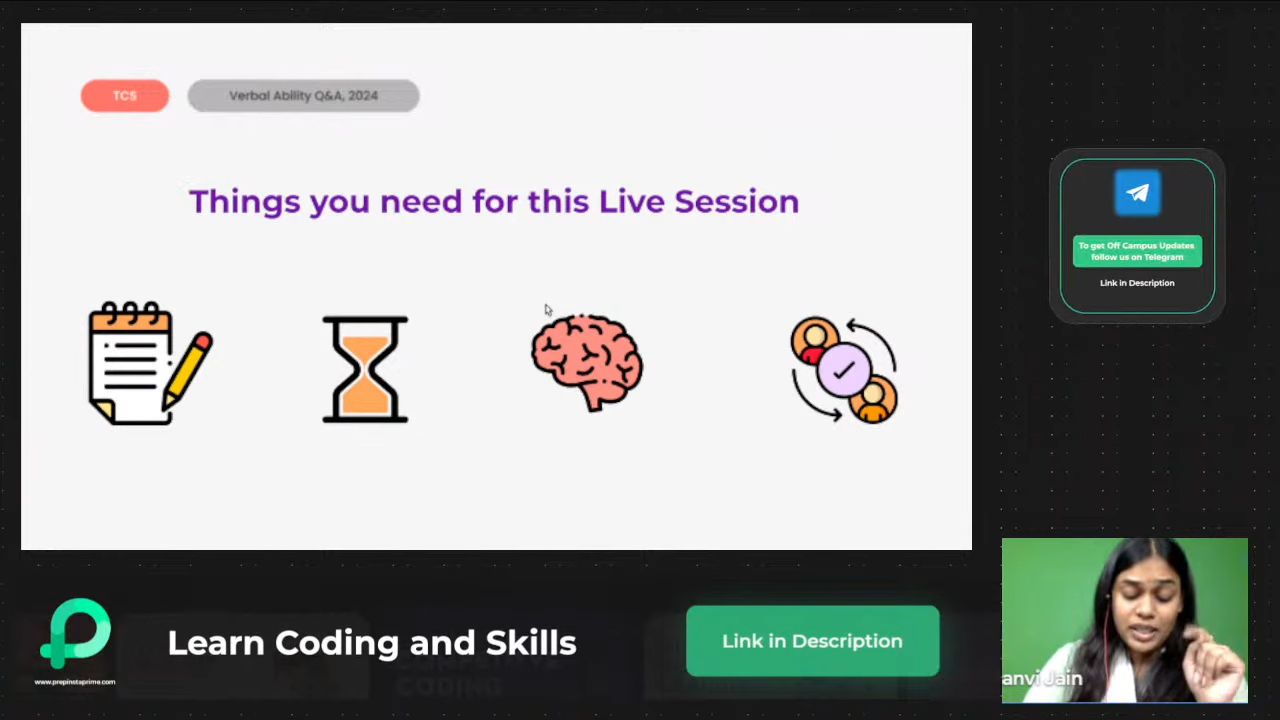 TCS
Verbal Ability Q&A, 2024
Things you need for this Live Session
To get Off Campus Updates
follow us on Telegram
Link in Description
Learn Coding and Skills
Link in Description
www.prepinstaprime.com
anvi Jain
CODING